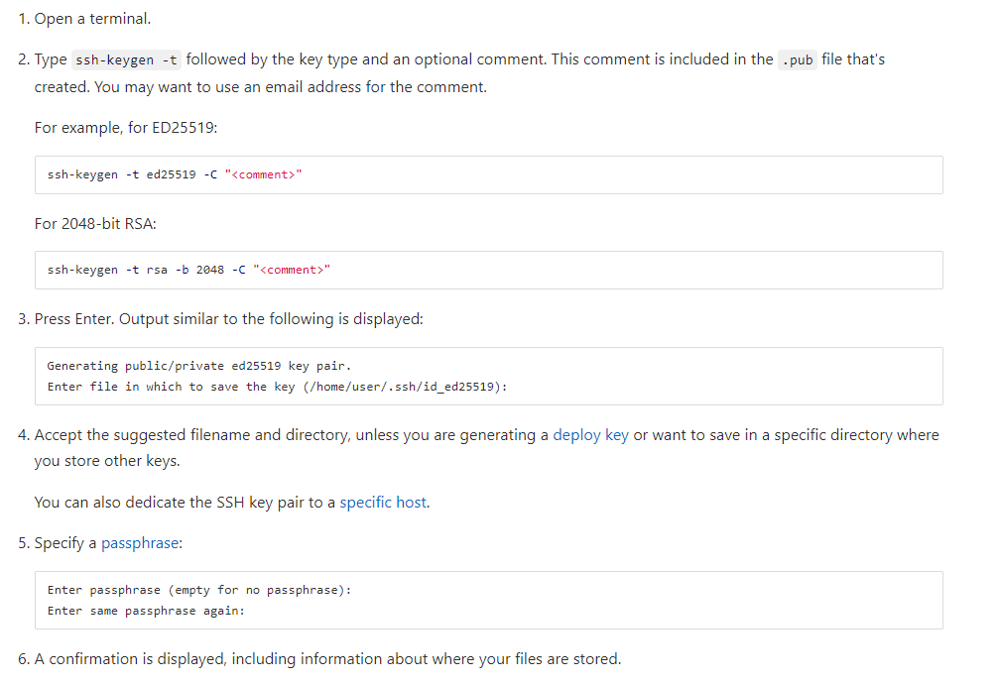 1. Open a terminal.
2. Type ssh-keygen -t followed by the key type and an optional comment. This comment is included in the .pub file that's
created. You may want to use an email address for the comment.
For example, for ED25519:
ssh-keygen -t ed25519 -C "<comment>"
For 2048-bit RSA:
ssh-keygen -t rsa -b 2048 -C "<comment>"
3. Press Enter. Output similar to the following is displayed:
Generating public/private ed25519 key pair.
Enter file in which to save the key (/home/user/.ssh/id_ed25519):
4. Accept the suggested filename and directory, unless you are generating a deploy key or want to save in a specific directory where
you store other keys.
You can also dedicate the SSH key pair to a specific host.
5. Specify a passphrase:
Enter passphrase (empty for no passphrase):
Enter same passphrase again:
6. A confirmation is displayed, including information about where your files are stored.